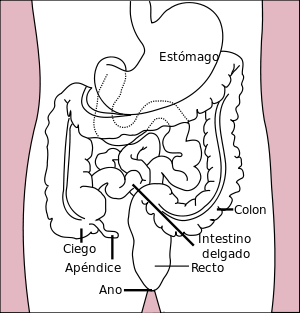 Estómago
Colon
Intestino
delgado
Ciego
Apéndice
Recto
Ano